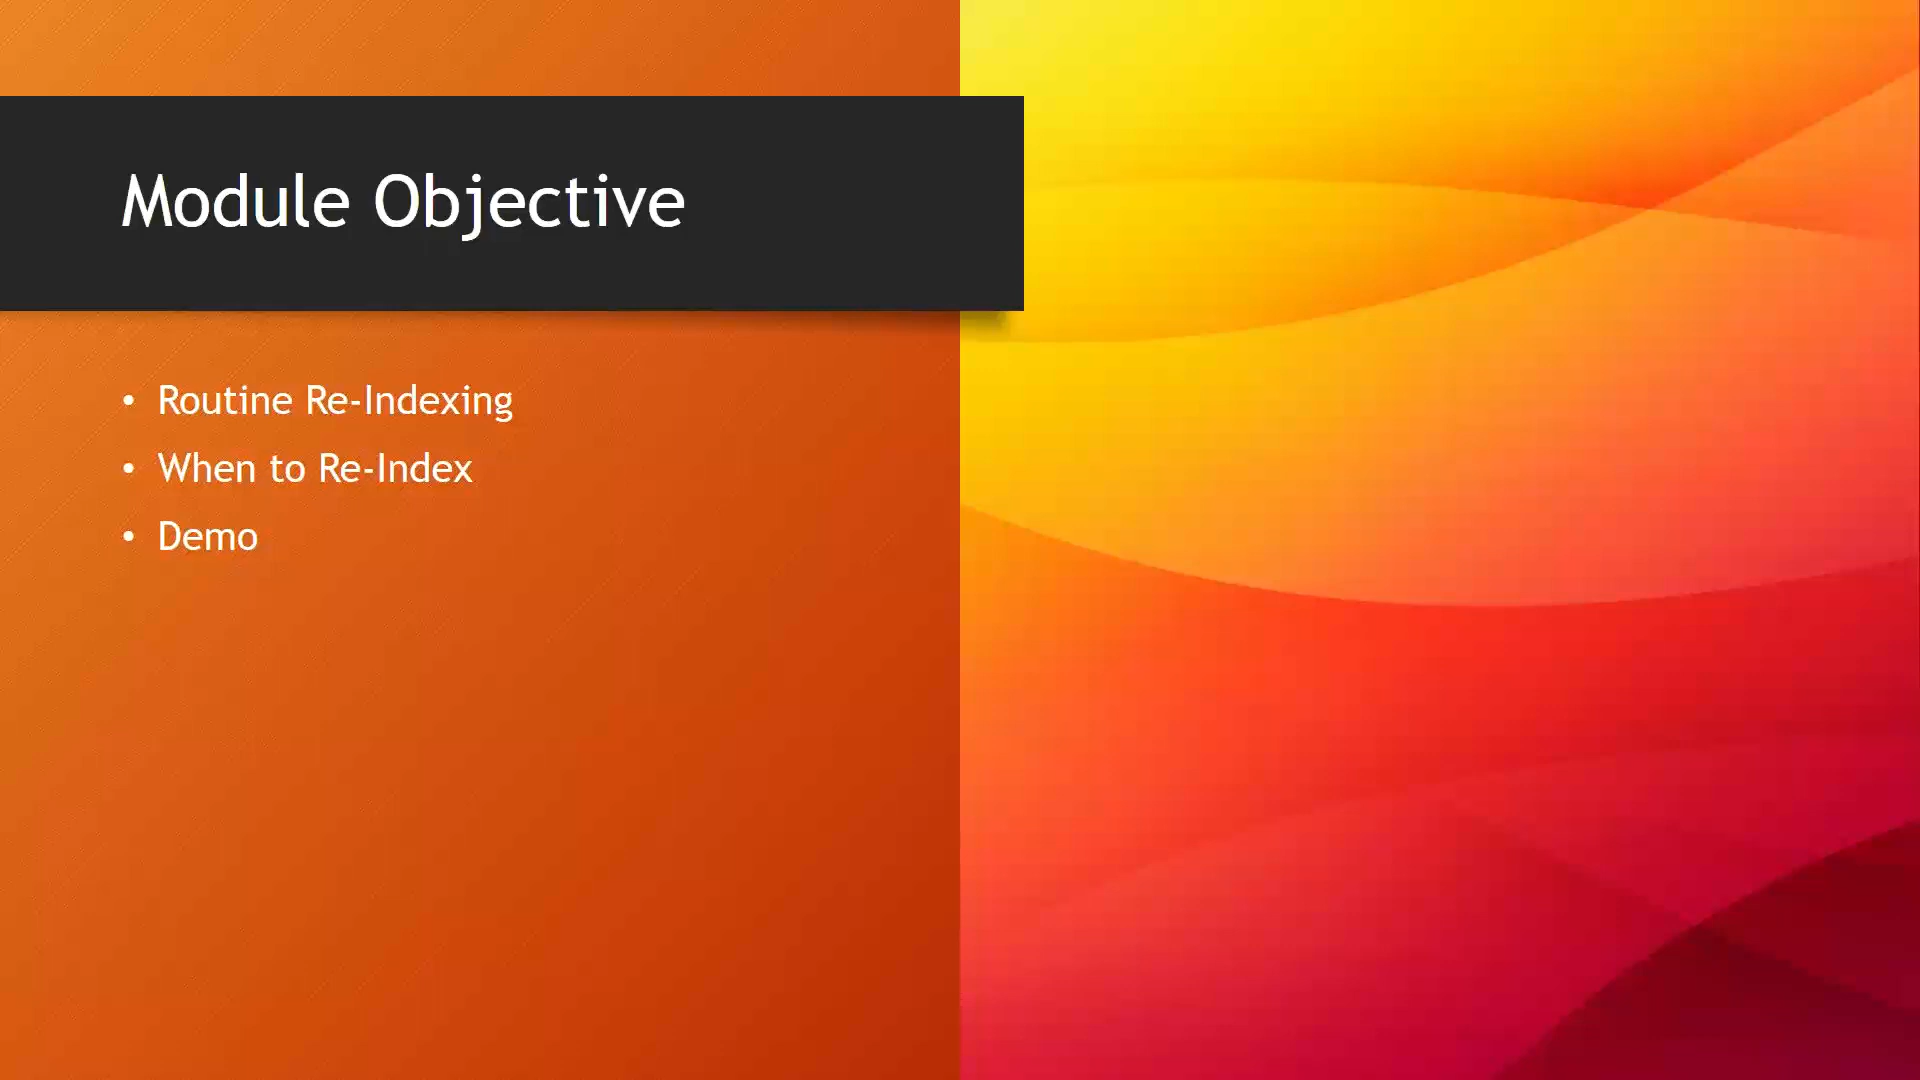 Module Objective
• Routine Re-Indexing
• When to Re-Index
• Demo